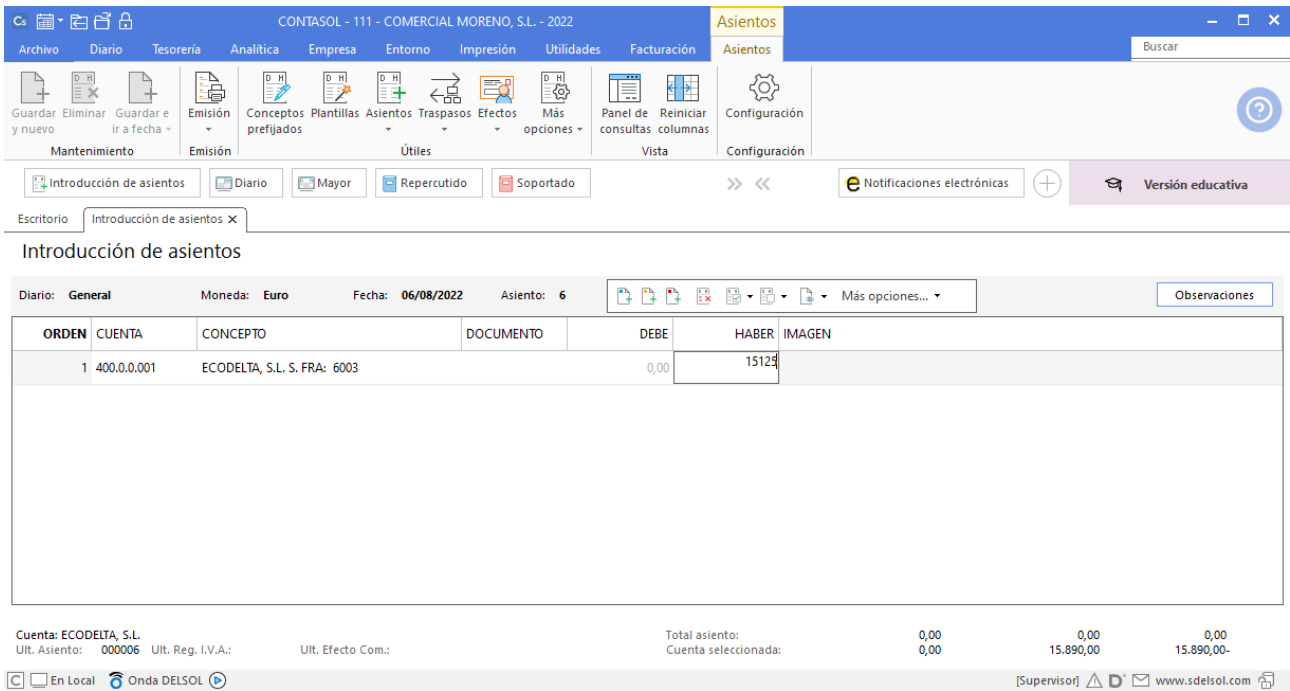 Cs CONTASOL - 111 - COMERCIAL MORENO, S.L. - 2022 Asientos
Archivo Diario Tesorería Analítica Empresa Entorno Impresión Utilidades Facturación Asientos Buscar
Guardar y nuevo
Eliminar
Guardar e ir a fecha
Emisión
Conceptos prefijados
Plantillas
Asientos
Traspasos
Efectos
Más opciones
Panel de consultas
Reiniciar columnas
Configuración
Mantenimiento Emisión Útiles Vista Configuración
Introducción de asientos Diario Mayor Repercutido Soportado Notificaciones electrónicas Versión educativa
Escritorio Introducción de asientos
Introducción de asientos
Diario: General Moneda: Euro Fecha: 06/08/2022 Asiento: 6 Más opciones... Observaciones
ORDEN CUENTA CONCEPTO DOCUMENTO DEBE HABER IMAGEN
1 400.0.0.001 ECODELTA, S.L. S. FRA: 6003 0,00 15125
Cuenta: ECODELTA, S.L. Total asiento: 0,00 0,00 0,00
Ult. Asiento: 000006 Ult. Reg. I.V.A.: Ult. Efecto Com.: Cuenta seleccionada: 0,00 15.890,00 15.890,00-
C En Local Onda DELSOL [Supervisor] D www.sdelsol.com